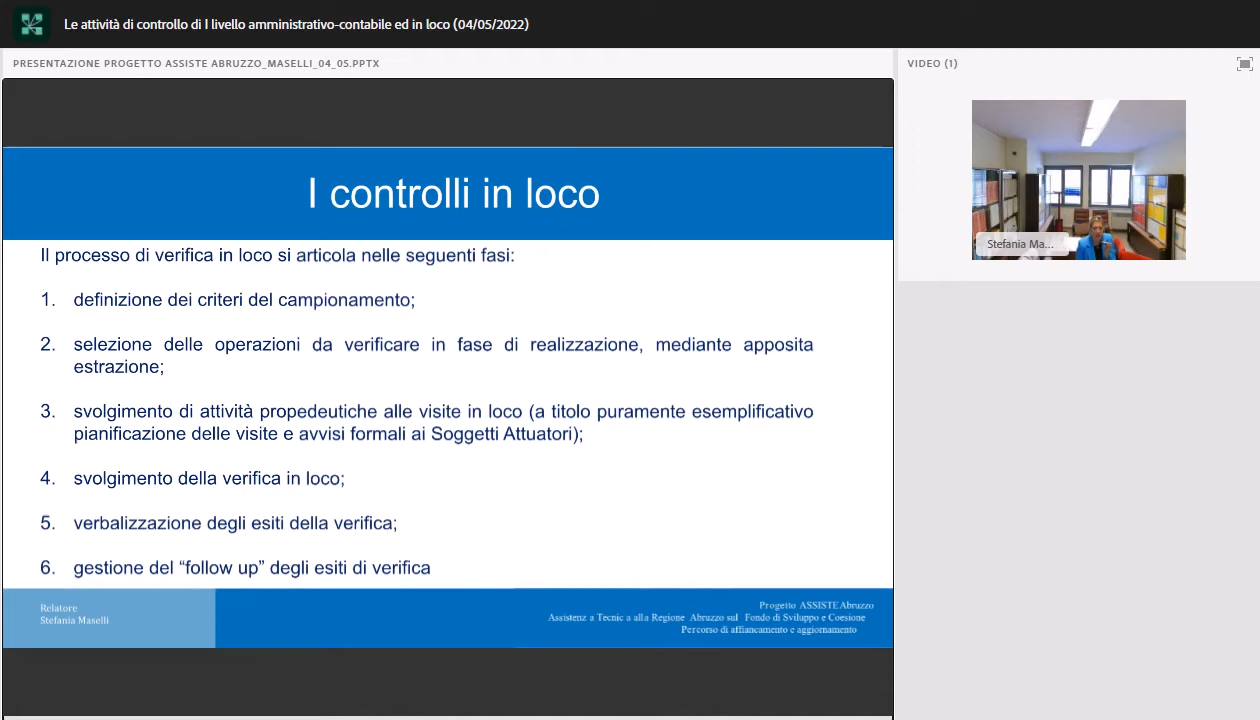 Le attività di controllo di I livello amministrativo-contabile ed in loco (04/05/2022)
PRESENTAZIONE PROGETTO ASSISTE ABRUZZO_MASELLI_04_05.PPTX
VIDEO (1)
I controlli in loco
Il processo di verifica in loco si articola nelle seguenti fasi:
1. definizione dei criteri del campionamento;
2. selezione delle operazioni da verificare in fase di realizzazione, mediante apposita
estrazione;
3. svolgimento di attività propedeutiche alle visite in loco (a titolo puramente esemplificativo
pianificazione delle visite e avvisi formali ai Soggetti Attuatori);
4. svolgimento della verifica in loco;
5. verbalizzazione degli esiti della verifica;
6. gestione del “follow up” degli esiti di verifica
Stefania Ma...
Relatore
Stefania Maselli
Progetto ASSISTE Abruzzo
Assistenz a Tecnic a alla Regione Abruzzo sul Fondo di Sviluppo e Coesione
Percorso di affiancamento e aggiornamento